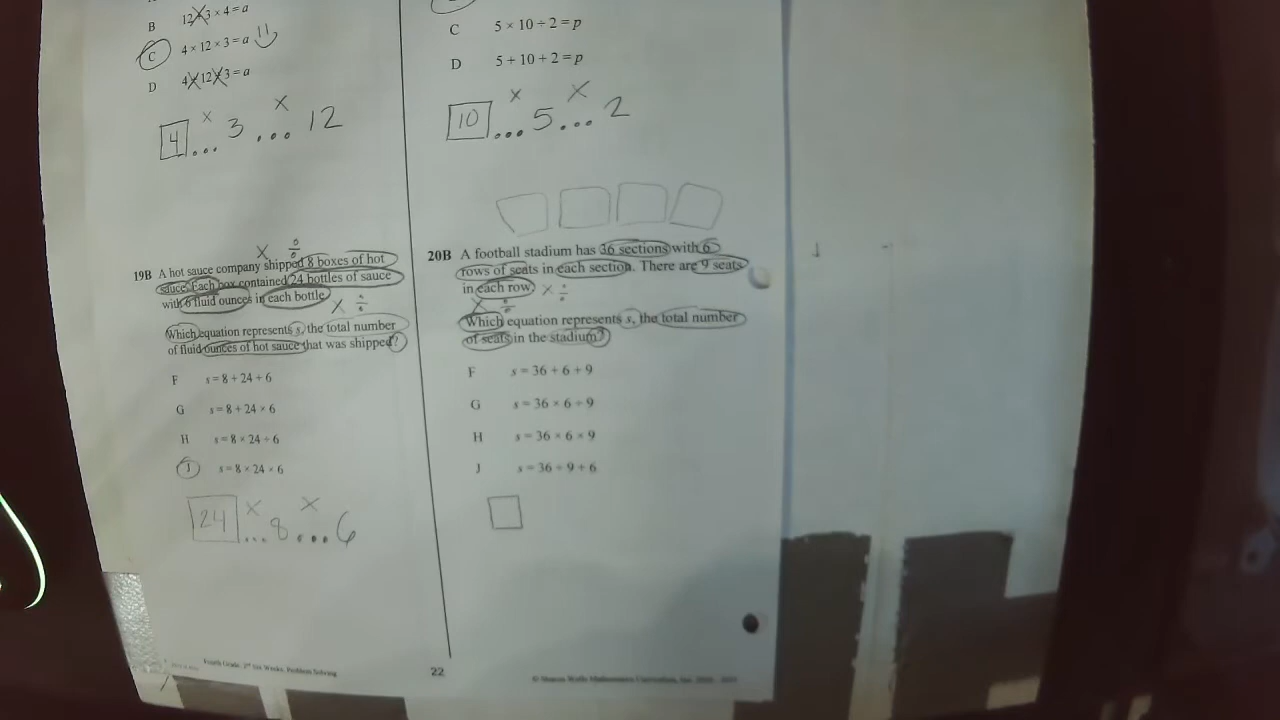 B 12 × 3 × 4 = a
C 4 × 12 × 3 = a
D 4 × 12 × 3 = a
4 ... 3 ... 12
× ×
19B A hot sauce company shipped 8 boxes of hot
sauce. Each box contained 24 bottles of sauce
with 6 fluid ounces in each bottle.
Which equation represents s, the total number
of fluid ounces of hot sauce that was shipped?
F s = 8 + 24 + 6
G s = 8 + 24 × 6
H s = 8 × 24 ÷ 6
J s = 8 × 24 × 6
24 ... 8 ... 6
× ×
C 5 × 10 ÷ 2 = p
D 5 + 10 + 2 = p
10 ... 5 ... 2
× ×
20B A football stadium has 36 sections with 6
rows of seats in each section. There are 9 seats
in each row. × ÷
Which equation represents s, the total number
of seats in the stadium?
F s = 36 + 6 + 9
G s = 36 × 6 ÷ 9
H s = 36 × 6 × 9
J s = 36 ÷ 9 + 6
22